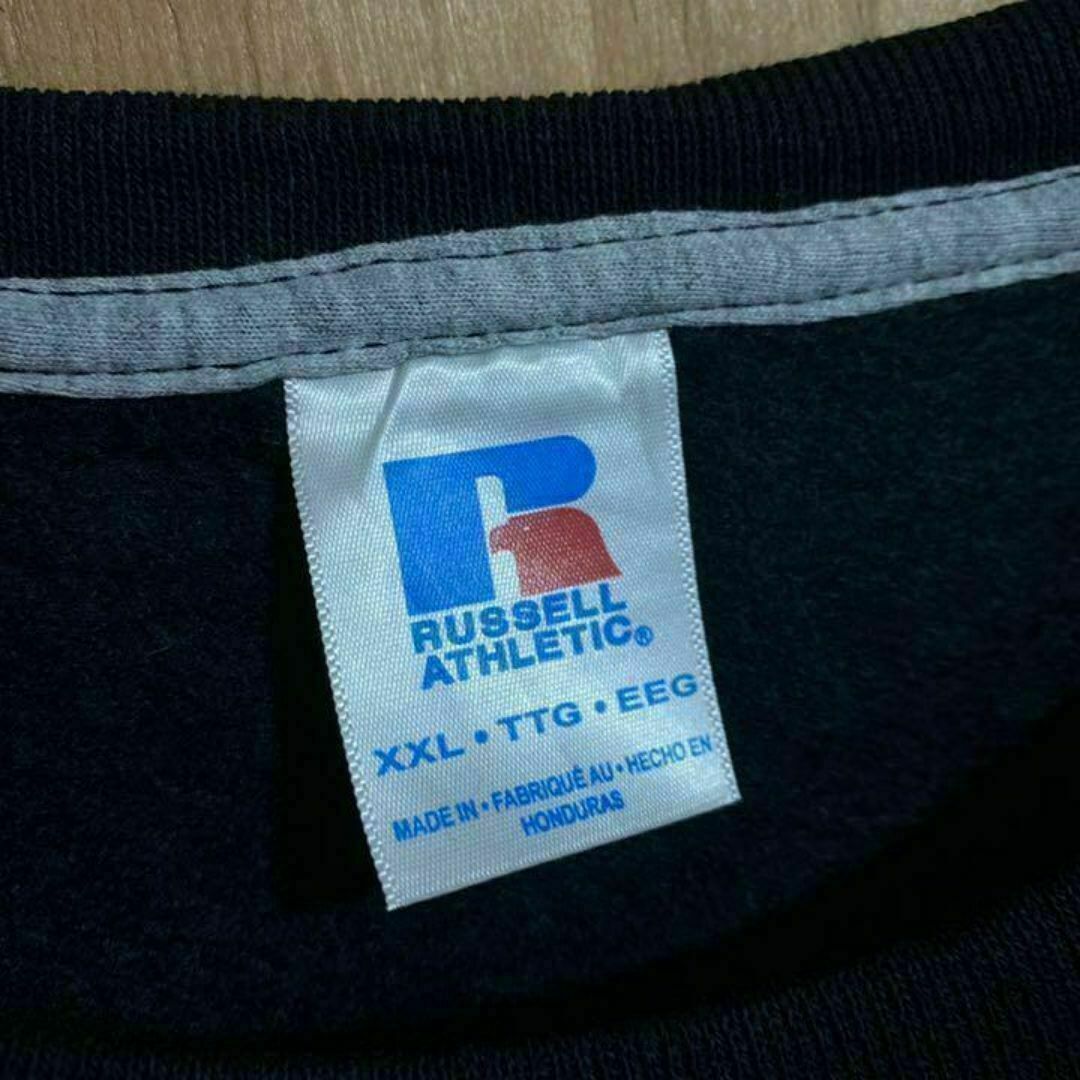 RUSSELL
ATHLETIC®
XXL • TTG • EEG
MADE IN • FABRIQUÉ AU • HECHO EN
HONDURAS